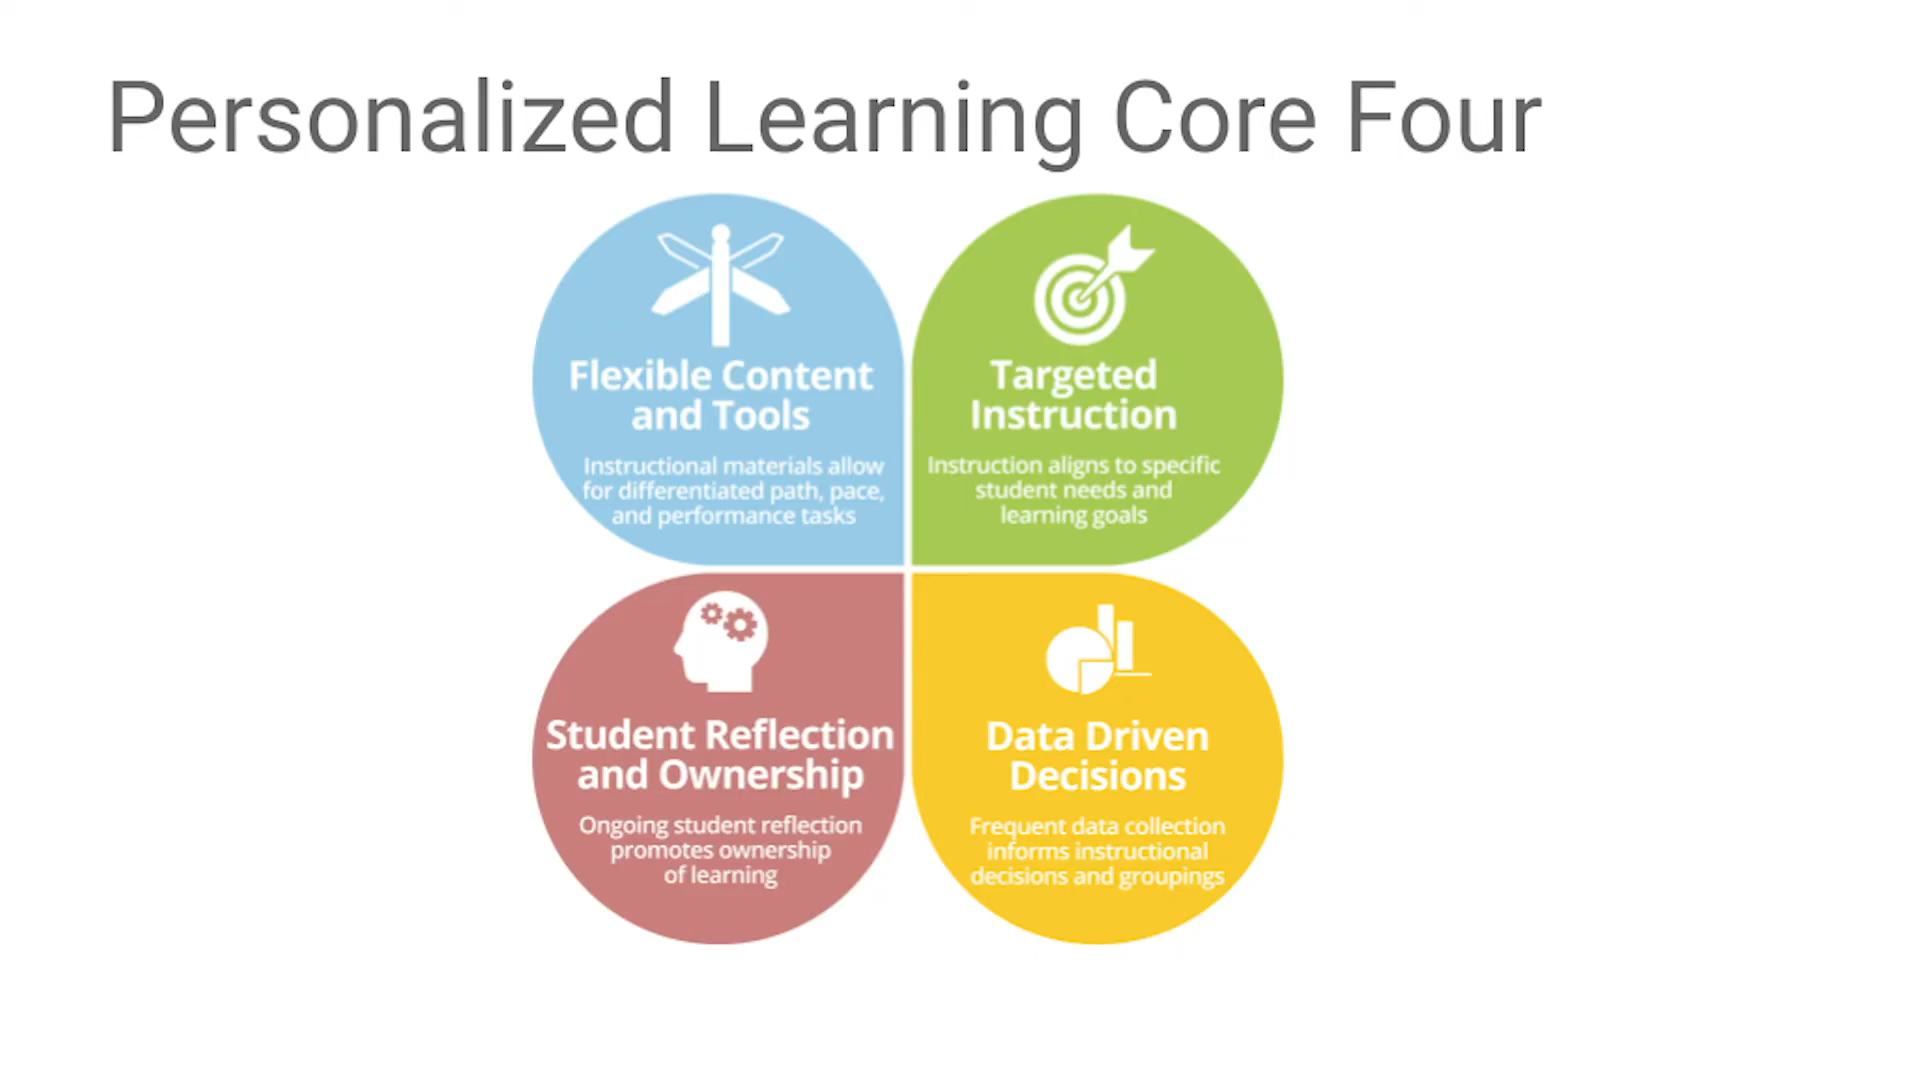 Personalized Learning Core Four
Flexible Content
and Tools
Instructional materials allow
for differentiated path, pace,
and performance tasks
Targeted
Instruction
Instruction aligns to specific
student needs and
learning goals
Student Reflection
and Ownership
Ongoing student reflection
promotes ownership
of learning
Data Driven
Decisions
Frequent data collection
informs instructional
decisions and groupings